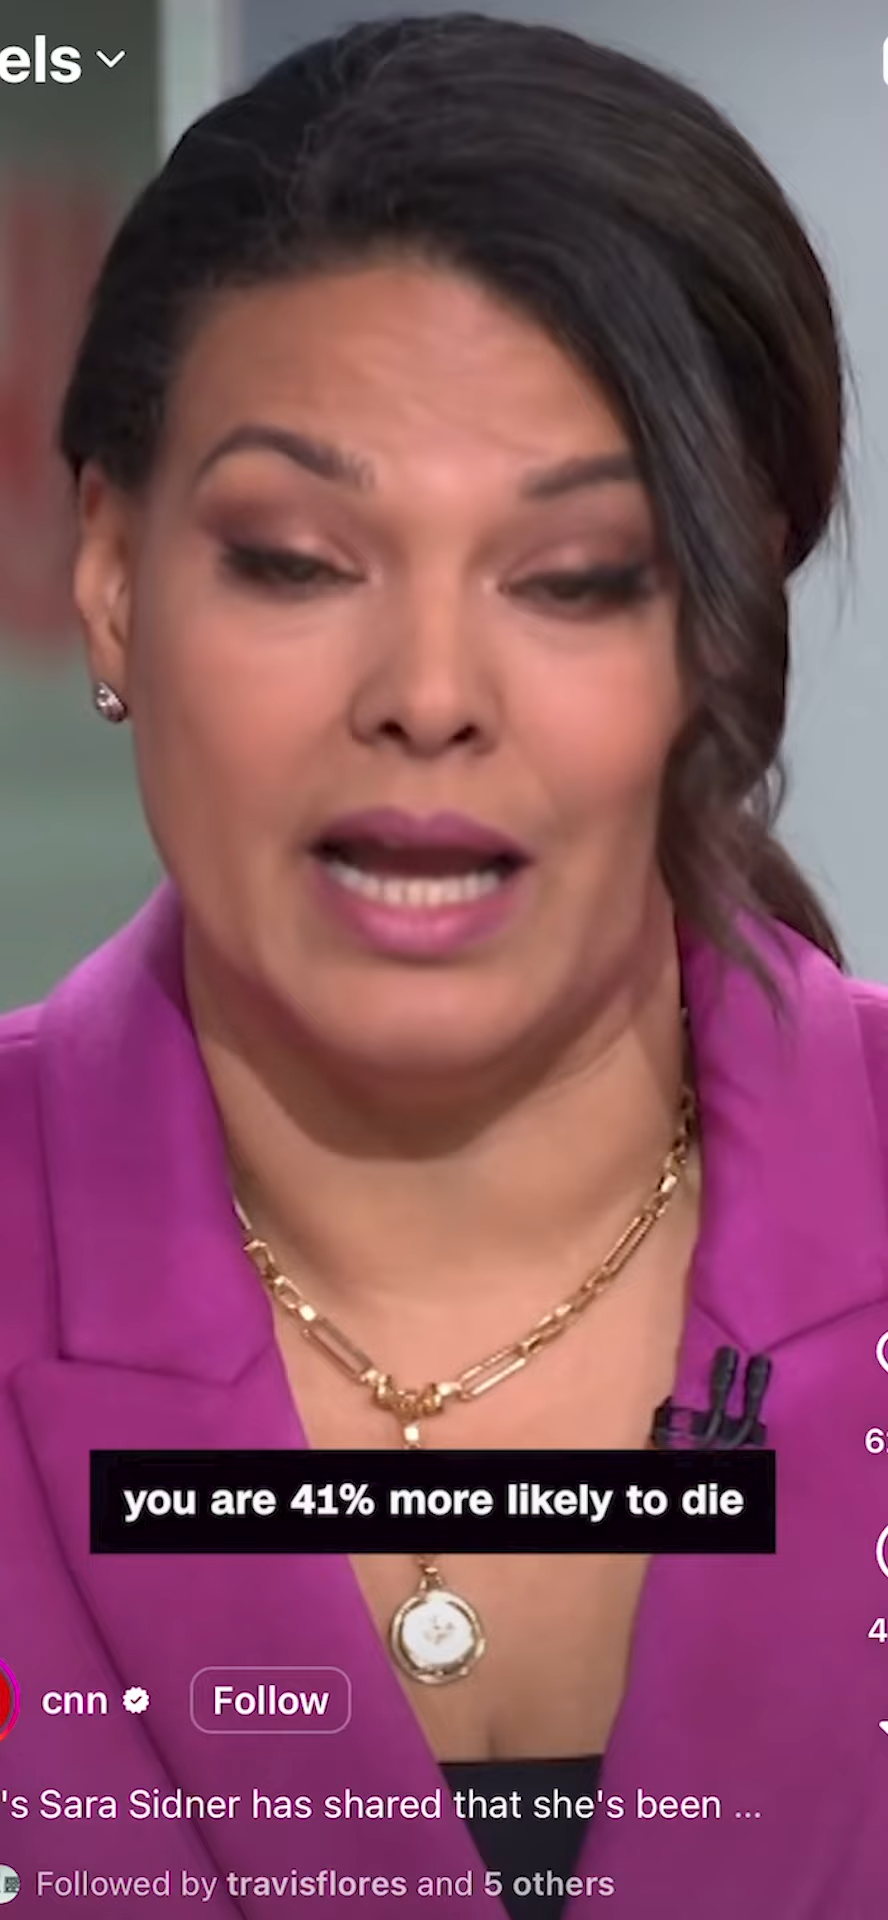 els
you are 41% more likely to die
cnn
Follow
's Sara Sidner has shared that she's been ...
Followed by travisflores and 5 others